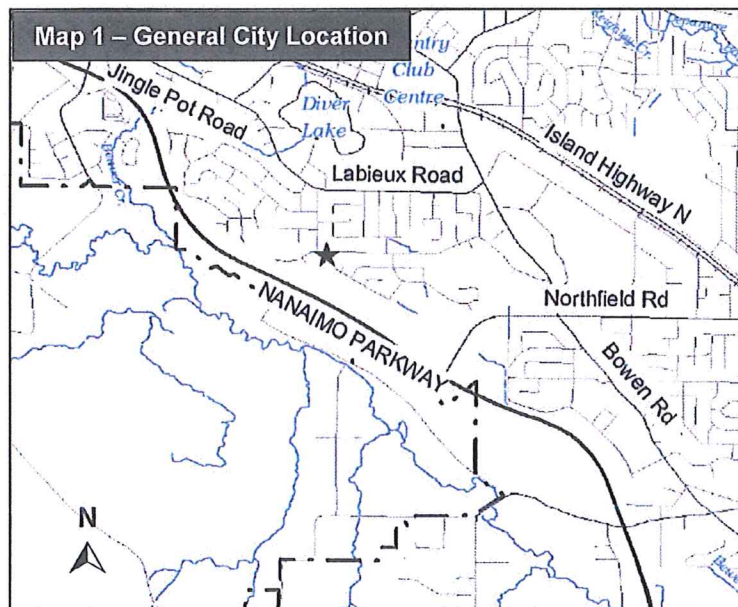 Map 1 – General City Location
ntry
Club
Centre
Jingle Pot Road
Diver
Lake
Island Highway N
Labieux Road
Northfield Rd
NANAIMO PARKWAY
Bowen Rd
N